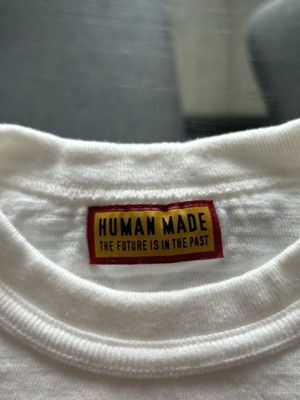 HUMAN MADE
THE FUTURE IS IN THE PAST